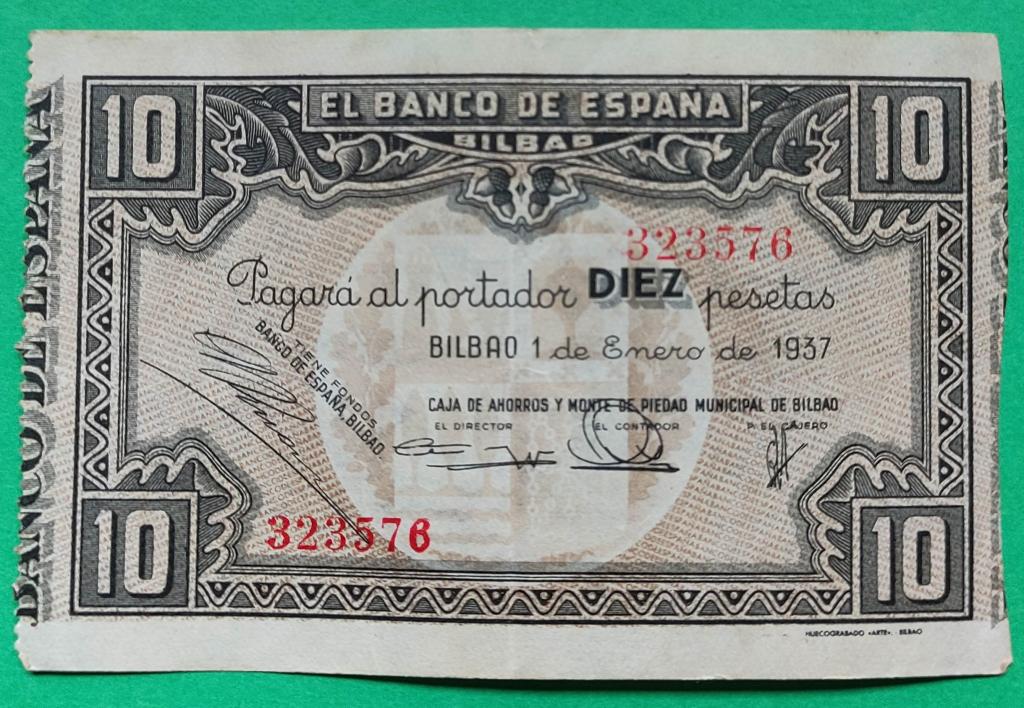 10
EL BANCO DE ESPAÑA
10
BILBAO
BANCO DE ESPAÑA
323576
Pagará al portador DIEZ pesetas
BILBAO 1 de Enero de 1937
TIENE FONDOS
BANCO DE ESPAÑA, BILBAO
CAJA DE AHORROS Y MONTE DE PIEDAD MUNICIPAL DE BILBAO
EL DIRECTOR EL CONTADOR P. EL CAJERO
323576
10
10
HUECOGRABADO «ARTE». - BILBAO